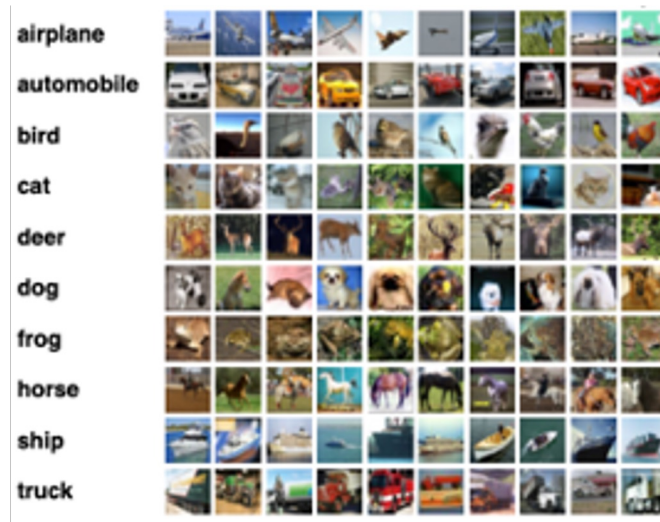 airplane
automobile
bird
cat
deer
dog
frog
horse
ship
truck